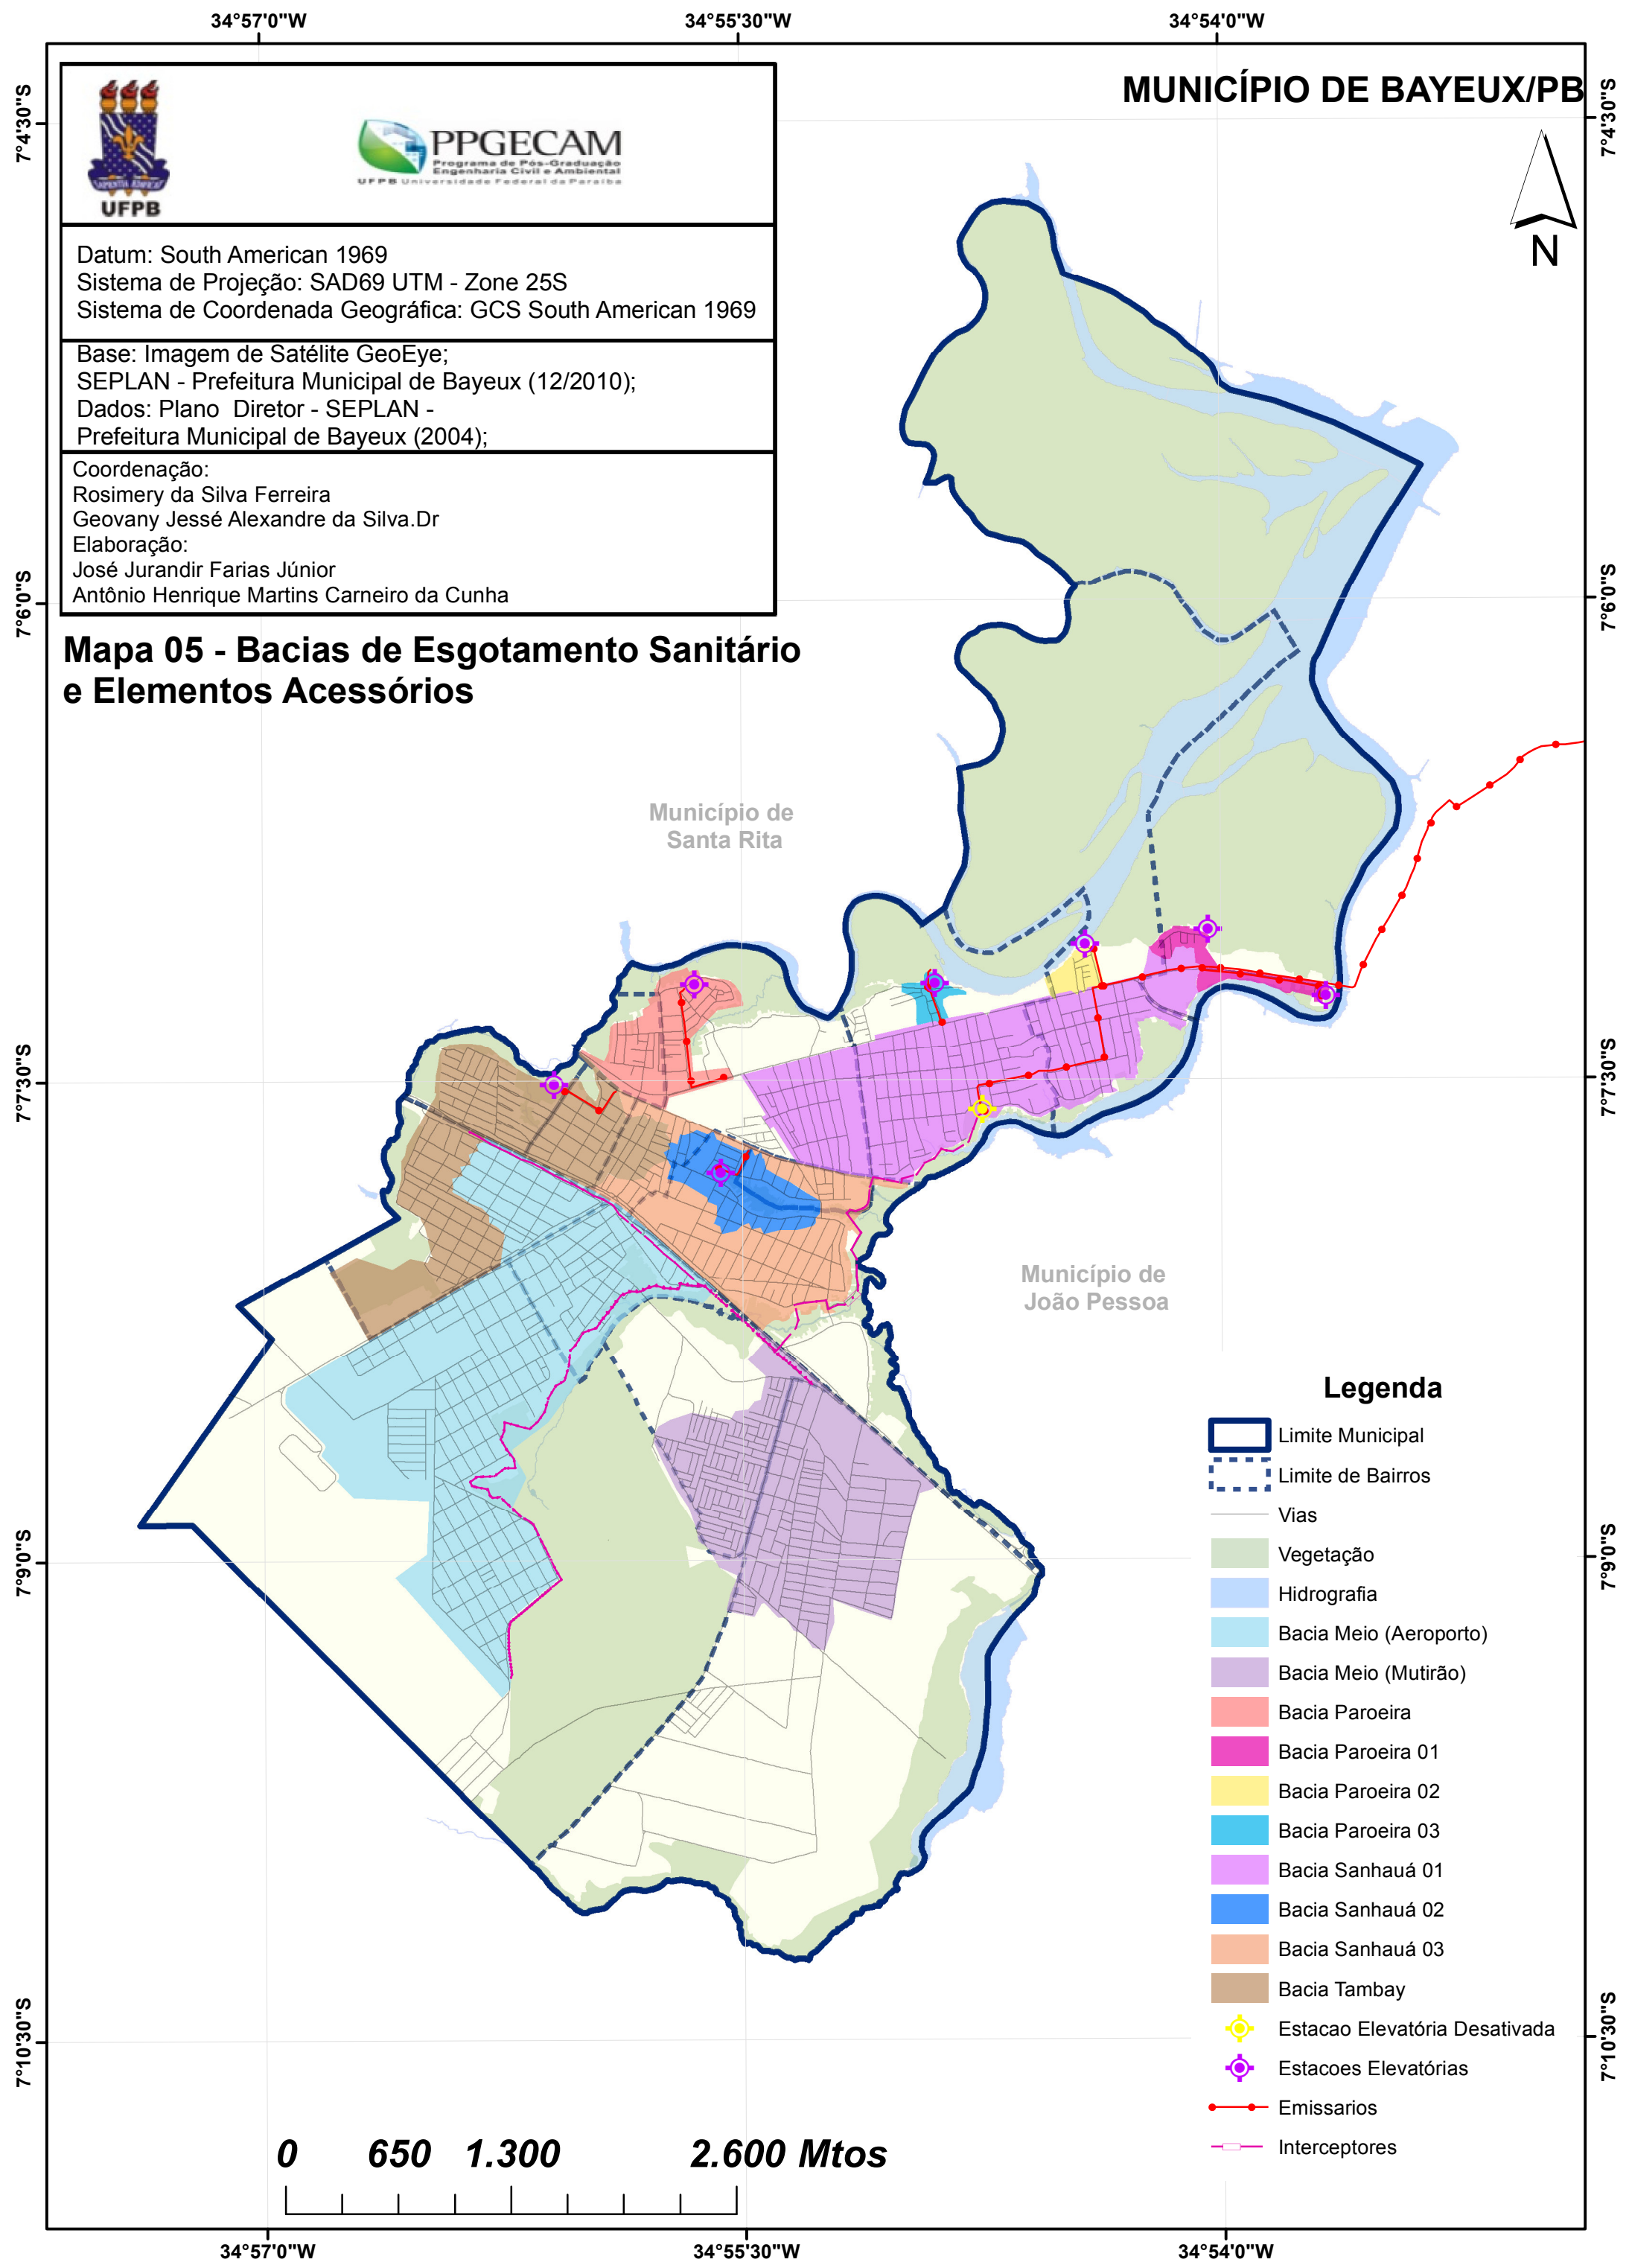 34°57'0"W
34°55'30"W
34°54'0"W
7°4'30"S
7°4'30"S
MUNICÍPIO DE BAYEUX/PB
N
UFPB
PPGECAM
Programa de Pós-Graduação
Engenharia Civil e Ambiental
UFPB Universidade Federal da Paraíba
Datum: South American 1969
Sistema de Projeção: SAD69 UTM - Zone 25S
Sistema de Coordenada Geográfica: GCS South American 1969
Base: Imagem de Satélite GeoEye;
SEPLAN - Prefeitura Municipal de Bayeux (12/2010);
Dados: Plano Diretor - SEPLAN -
Prefeitura Municipal de Bayeux (2004);
Coordenação:
Rosimery da Silva Ferreira
Geovany Jessé Alexandre da Silva.Dr
Elaboração:
José Jurandir Farias Júnior
Antônio Henrique Martins Carneiro da Cunha
7°6'0"S
7°6'0"S
Mapa 05 - Bacias de Esgotamento Sanitário
e Elementos Acessórios
Município de
Santa Rita
7°7'30"S
7°7'30"S
Município de
João Pessoa
Legenda
Limite Municipal
Limite de Bairros
Vias
Vegetação
Hidrografia
Bacia Meio (Aeroporto)
Bacia Meio (Mutirão)
Bacia Paroeira
Bacia Paroeira 01
Bacia Paroeira 02
Bacia Paroeira 03
Bacia Sanhauá 01
Bacia Sanhauá 02
Bacia Sanhauá 03
Bacia Tambay
Estacao Elevatória Desativada
Estacoes Elevatórias
Emissarios
Interceptores
7°9'0"S
7°9'0"S
7°10'30"S
7°10'30"S
0 650 1.300 2.600 Mtos
34°57'0"W
34°55'30"W
34°54'0"W